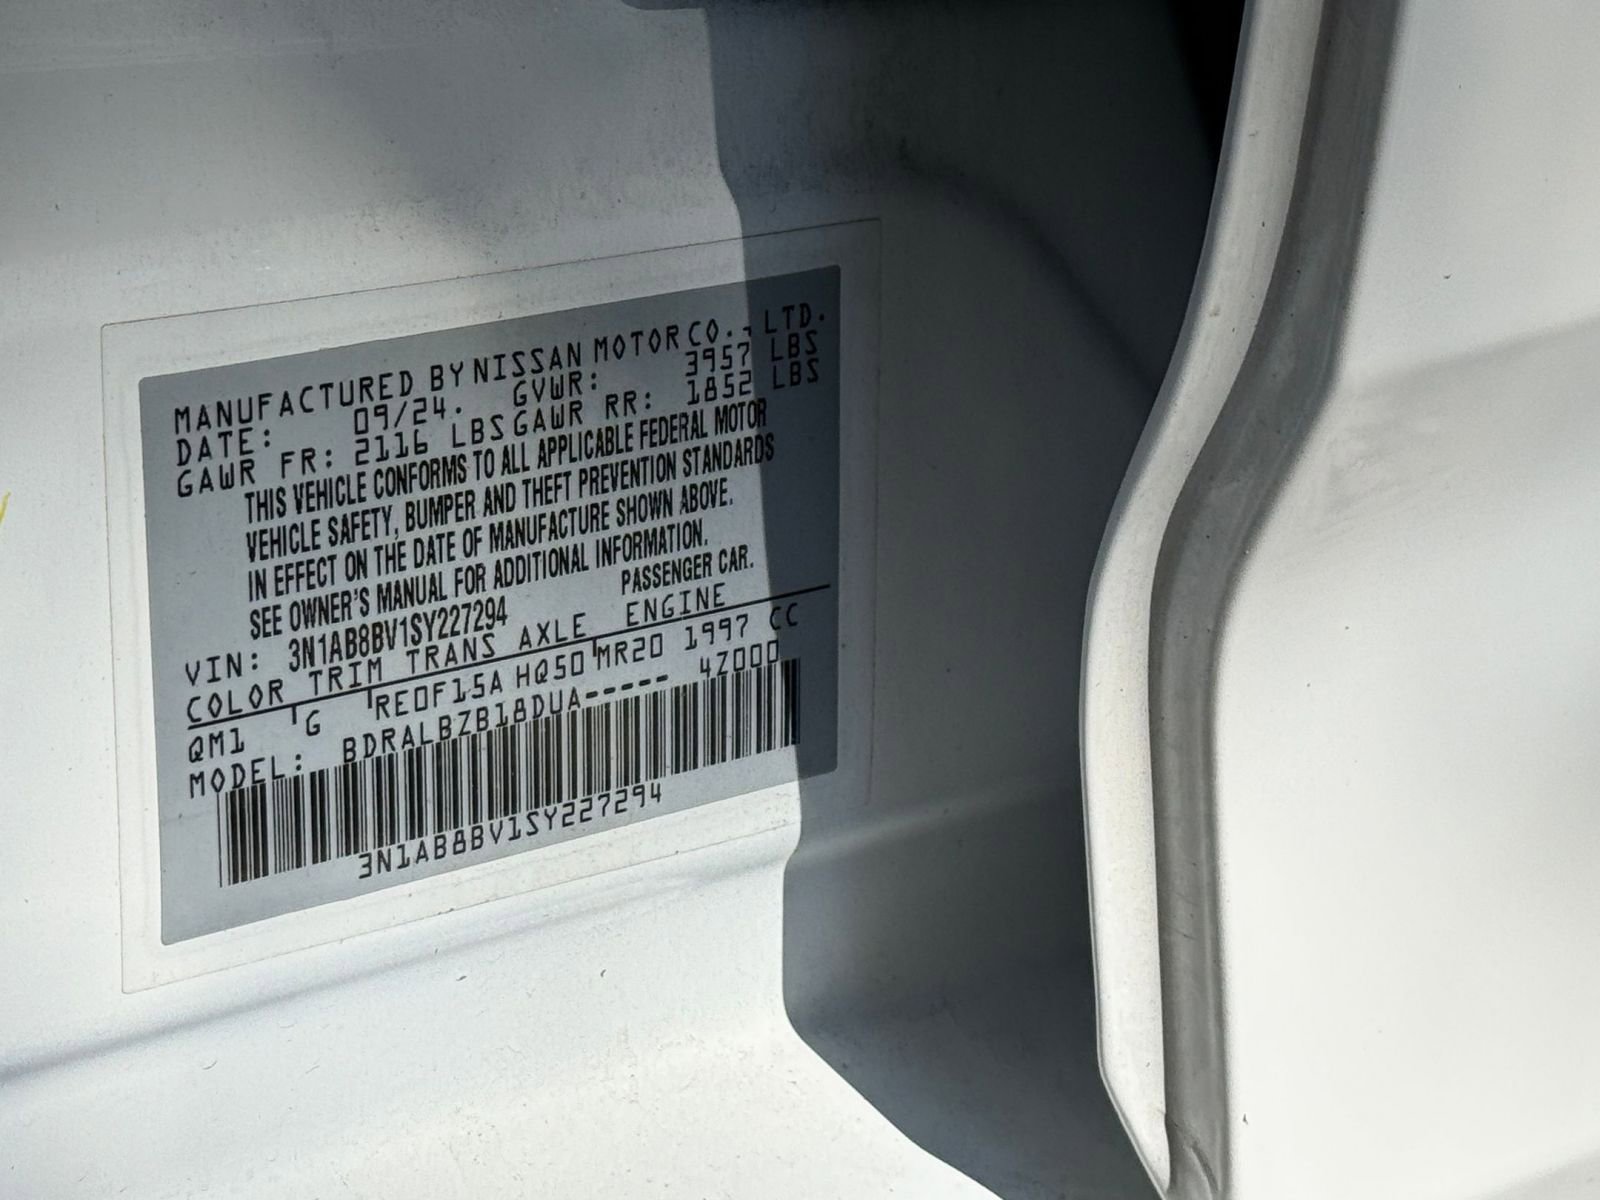 MANUFACTURED BY NISSAN MOTOR CO., LTD.
DATE: 09/24. GVWR: 3957 LBS
GAWR FR: 2116 LBS GAWR RR: 1852 LBS
THIS VEHICLE CONFORMS TO ALL APPLICABLE FEDERAL MOTOR
VEHICLE SAFETY, BUMPER AND THEFT PREVENTION STANDARDS
IN EFFECT ON THE DATE OF MANUFACTURE SHOWN ABOVE.
SEE OWNER'S MANUAL FOR ADDITIONAL INFORMATION.
PASSENGER CAR.
VIN: 3N1AB8BV1SY227294
COLOR TRIM TRANS AXLE ENGINE
QM1 G RE0F15A HQ50 MR20 1997 CC
MODEL: BDRALBZB18DUA----- 4Z000
3N1AB8BV1SY227294